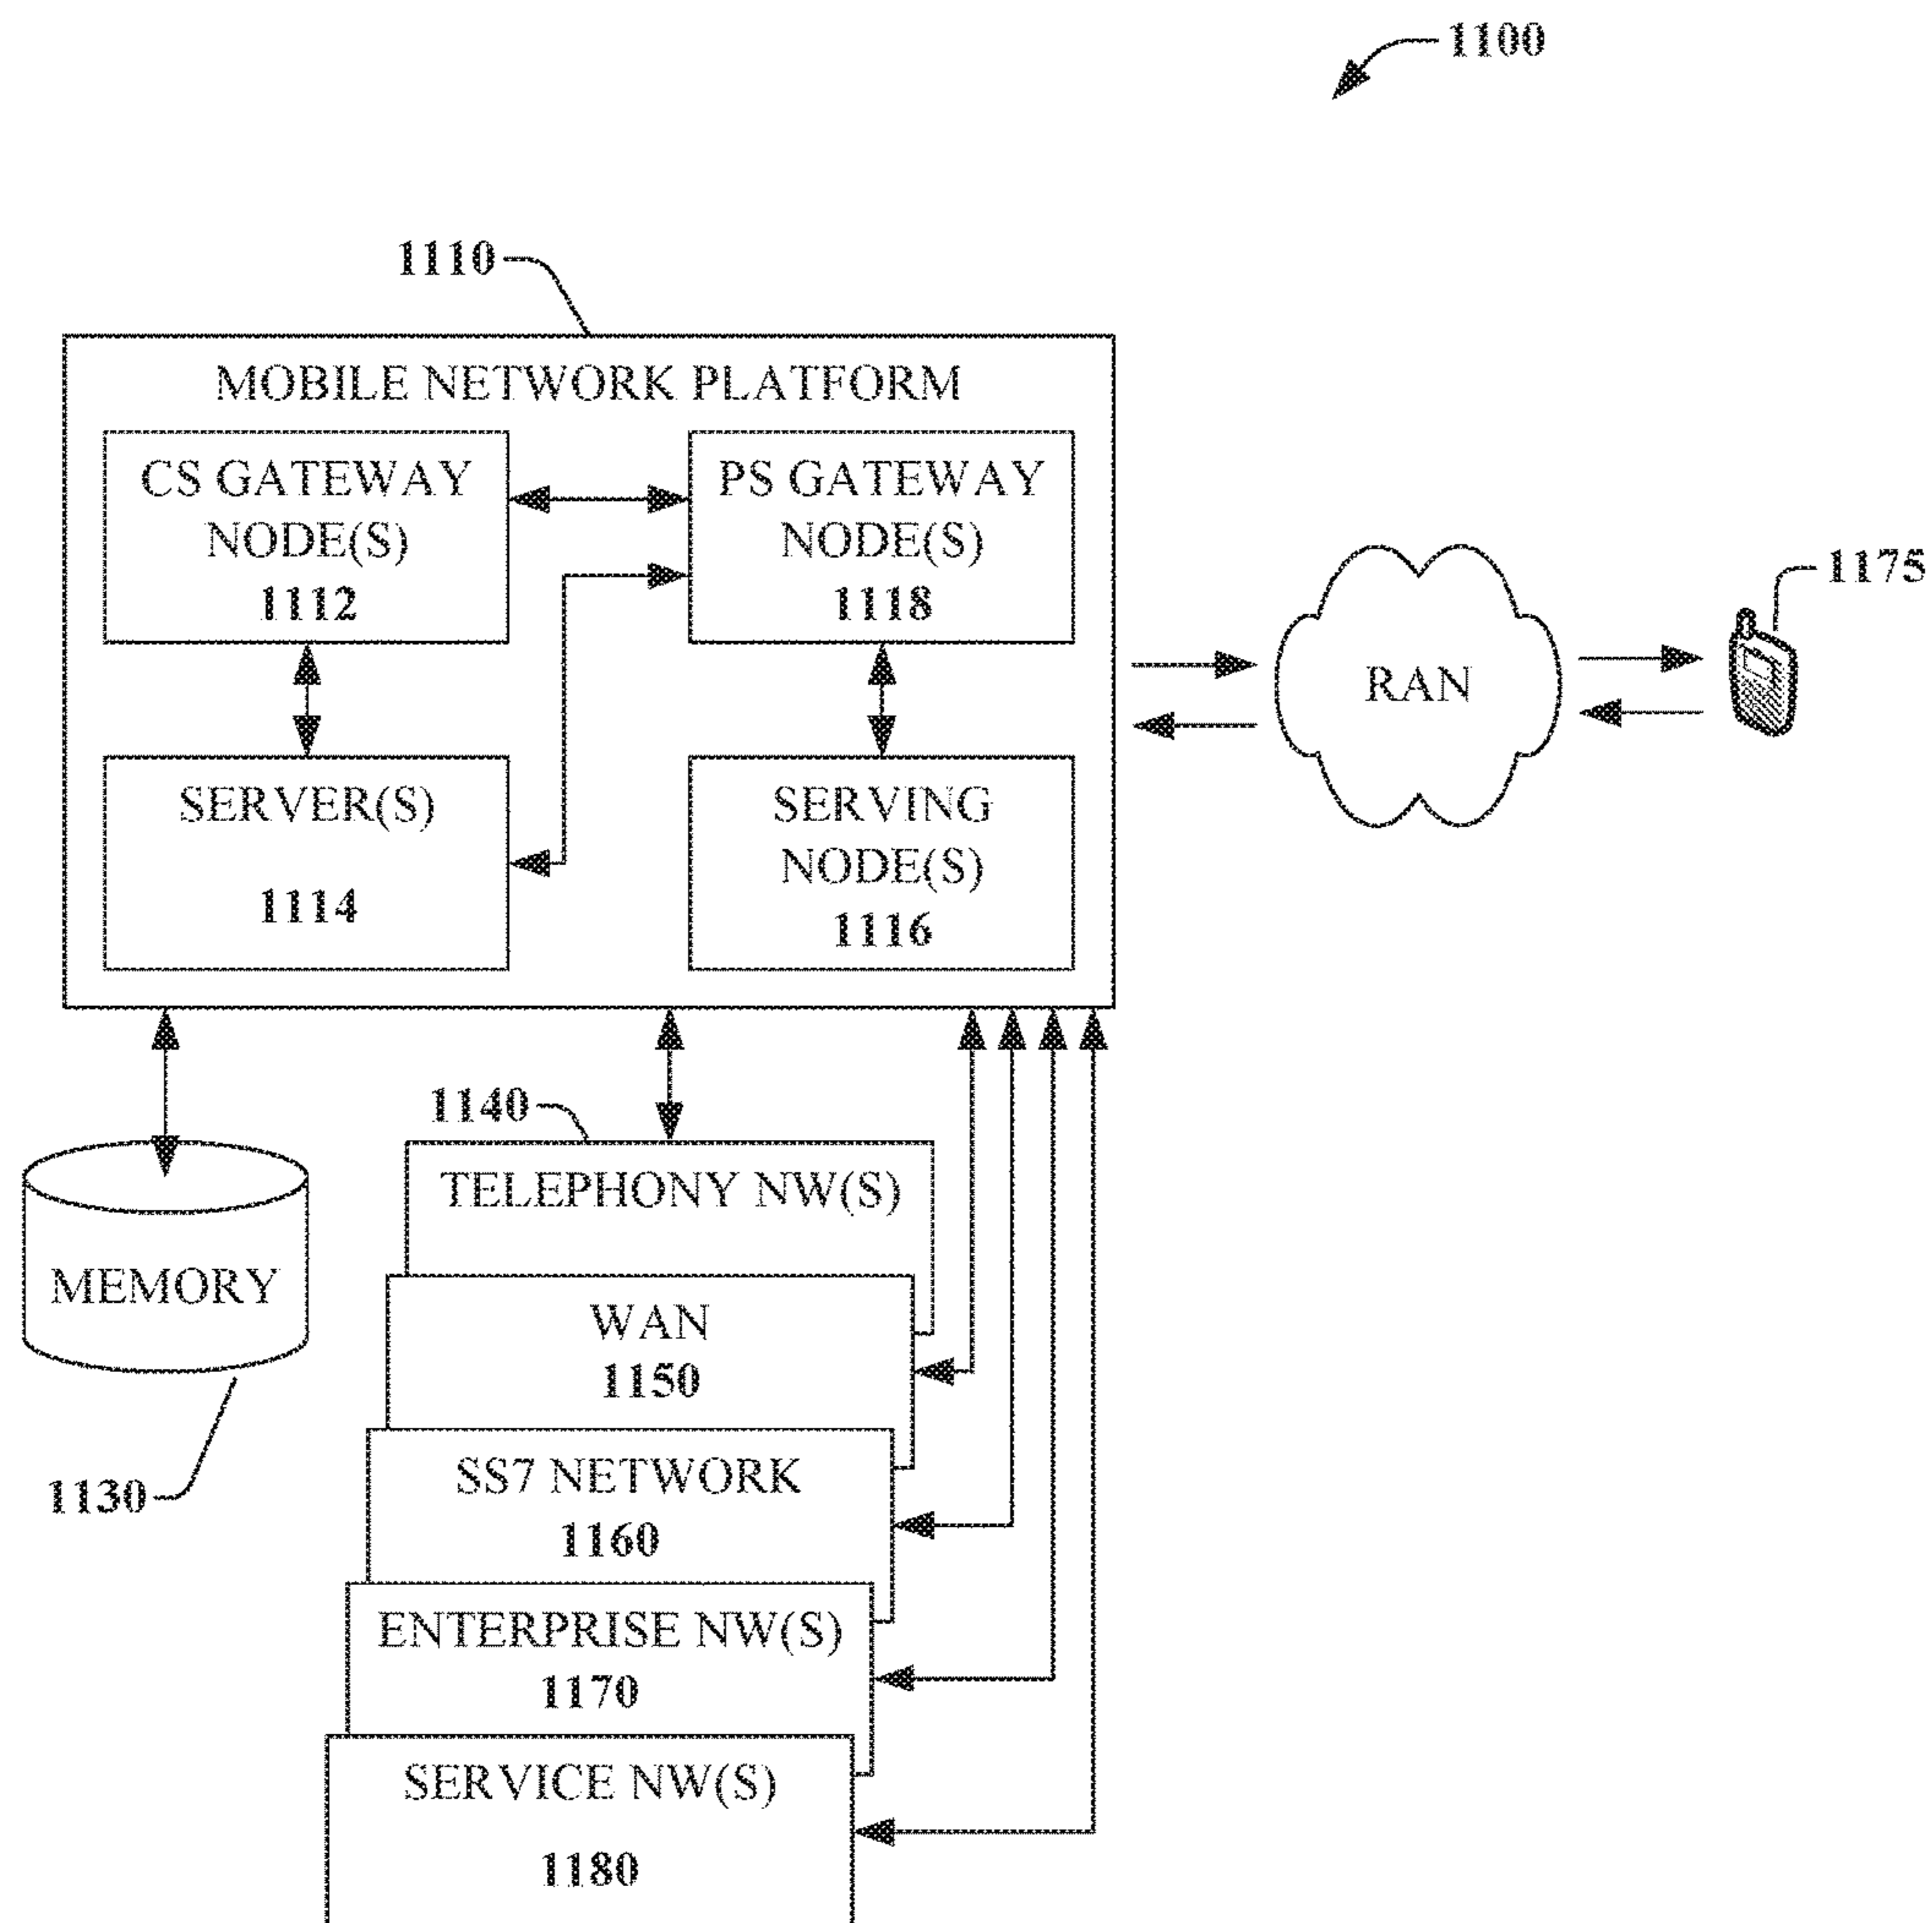 1100
1110
MOBILE NETWORK PLATFORM
CS GATEWAY
NODE(S)
1112
PS GATEWAY
NODE(S)
1118
SERVER(S)
1114
SERVING
NODE(S)
1116
RAN
1175
1140
TELEPHONY NW(S)
MEMORY
1130
WAN
1150
SS7 NETWORK
1160
ENTERPRISE NW(S)
1170
SERVICE NW(S)
1180